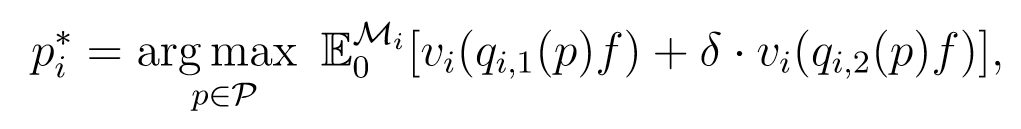 p_i^* = \arg\max_{p \in \mathcal{P}} \mathbb{E}_0^{\mathcal{M}_i}[v_i(q_{i,1}(p)f) + \delta \cdot v_i(q_{i,2}(p)f)],